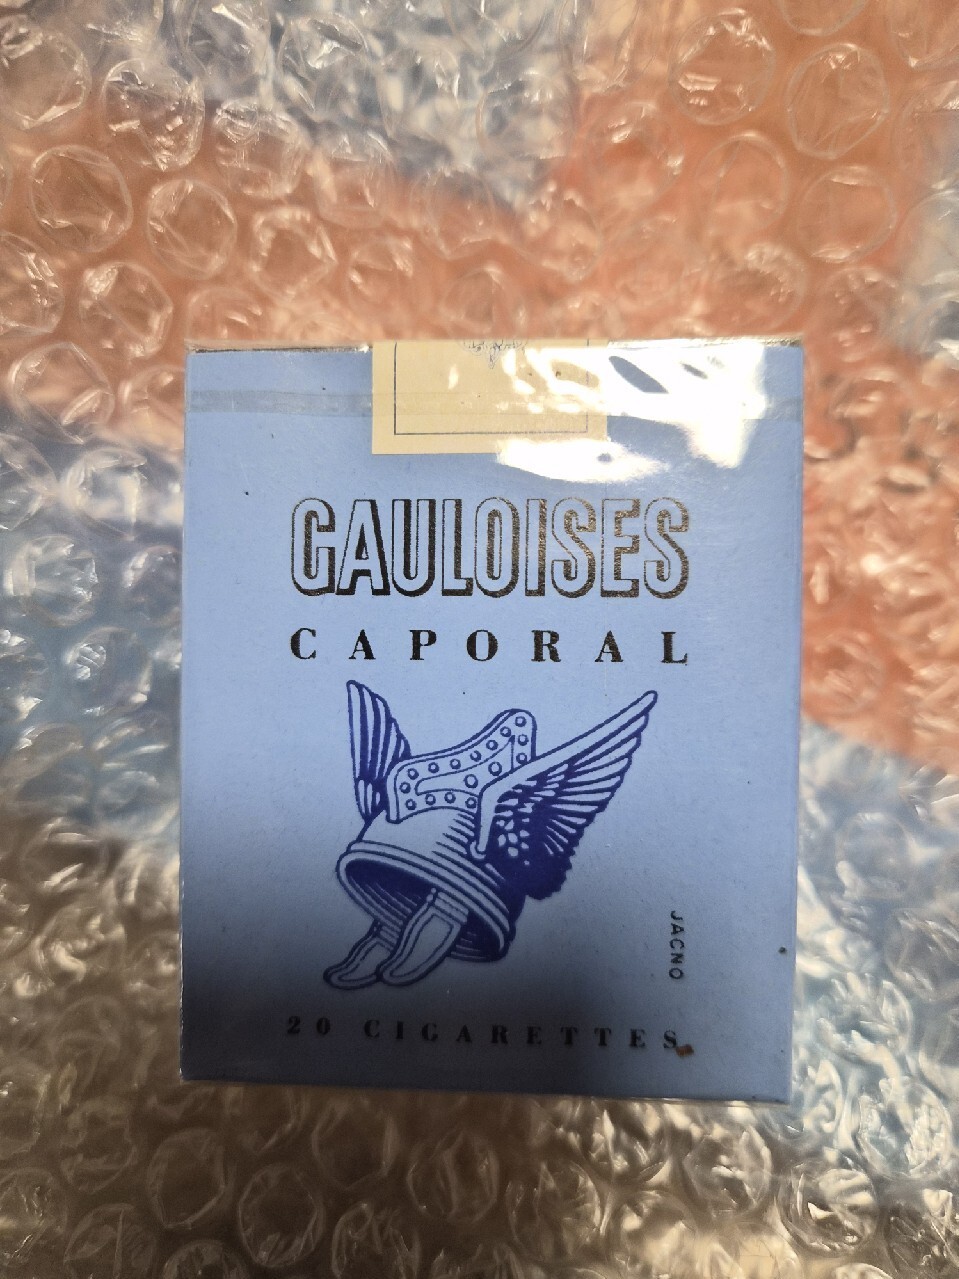 GAULOISES
CAPORAL
JACNO
20 CIGARETTES